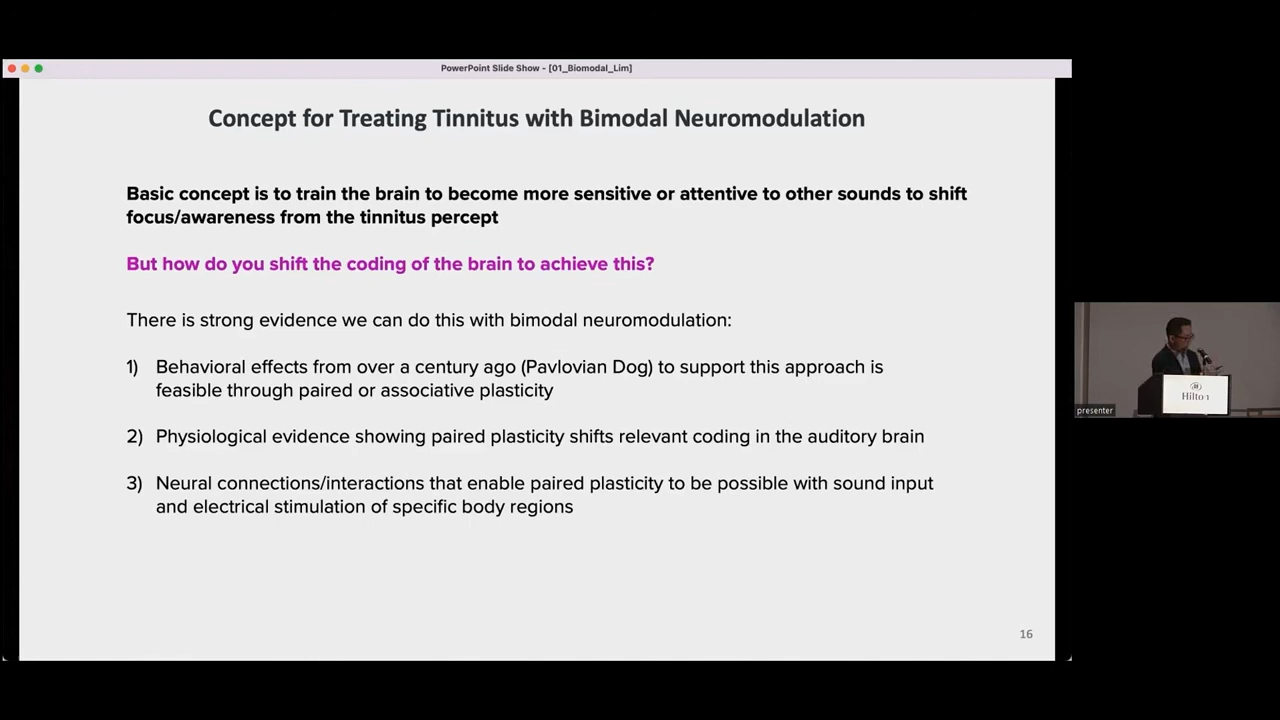 PowerPoint Slide Show - [01_Biomodal_Lim]
Concept for Treating Tinnitus with Bimodal Neuromodulation
Basic concept is to train the brain to become more sensitive or attentive to other sounds to shift
focus/awareness from the tinnitus percept
But how do you shift the coding of the brain to achieve this?
There is strong evidence we can do this with bimodal neuromodulation:
1) Behavioral effects from over a century ago (Pavlovian Dog) to support this approach is
feasible through paired or associative plasticity
2) Physiological evidence showing paired plasticity shifts relevant coding in the auditory brain
3) Neural connections/interactions that enable paired plasticity to be possible with sound input
and electrical stimulation of specific body regions
16
Hilton
presenter